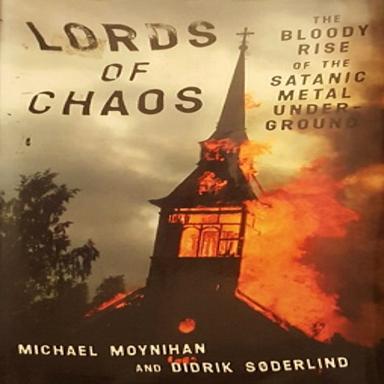 LORDS
OF
CHAOS
THE
BLOODY
RISE
OF THE
SATANIC
METAL
UNDER-
GROUND
MICHAEL MOYNIHAN
AND DIDRIK SØDERLIND